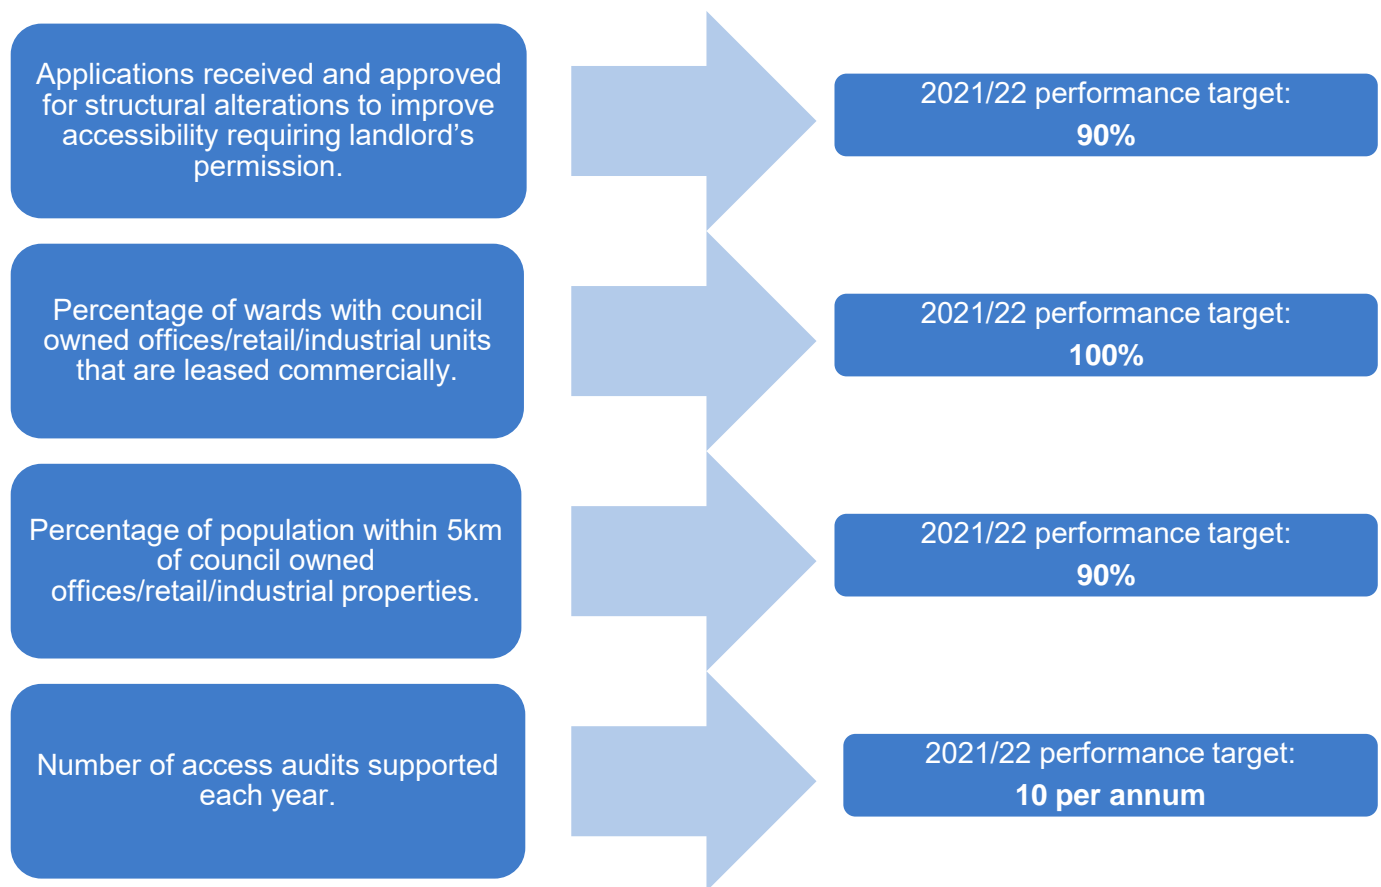 Applications received and approved
for structural alterations to improve
accessibility requiring landlord’s
permission.
2021/22 performance target:
90%
Percentage of wards with council
owned offices/retail/industrial units
that are leased commercially.
2021/22 performance target:
100%
Percentage of population within 5km
of council owned
offices/retail/industrial properties.
2021/22 performance target:
90%
Number of access audits supported
each year.
2021/22 performance target:
10 per annum